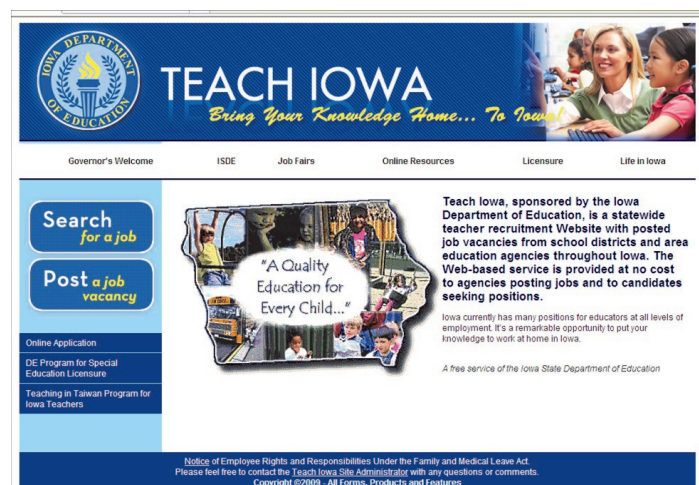 IOWA DEPARTMENT
OF EDUCATION
TEACH IOWA
Bring Your Knowledge Home... To Iowa!
Governor's Welcome ISDE Job Fairs Online Resources Licensure Life in Iowa
Search
for a job
Post a job
vacancy
Online Application
DE Program for Special
Education Licensure
Teaching in Taiwan Program for
Iowa Teachers
"A Quality
Education for
Every Child..."
Teach Iowa, sponsored by the Iowa
Department of Education, is a statewide
teacher recruitment Website with posted
job vacancies from school districts and area
education agencies throughout Iowa. The
Web-based service is provided at no cost
to agencies posting jobs and to candidates
seeking positions.
Iowa currently has many positions for educators at all levels of
employment. It's a remarkable opportunity to put your
knowledge to work at home in Iowa.
A free service of the Iowa State Department of Education
Notice of Employee Rights and Responsibilities Under the Family and Medical Leave Act.
Please feel free to contact the Teach Iowa Site Administrator with any questions or comments.
Copyright ©2009 - All Forms, Products and Features